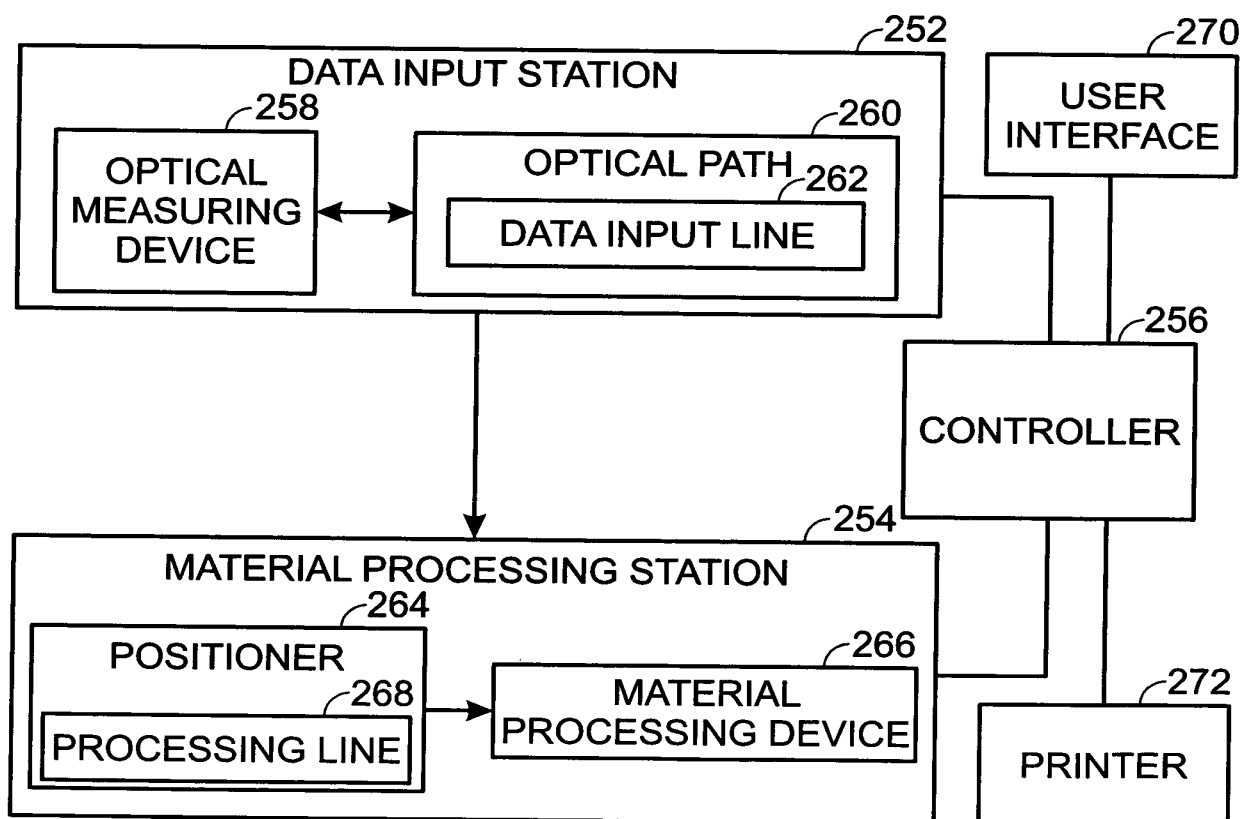 252
DATA INPUT STATION
258
OPTICAL
MEASURING
DEVICE
260
OPTICAL PATH
262
DATA INPUT LINE
270
USER
INTERFACE
256
CONTROLLER
254
MATERIAL PROCESSING STATION
264
POSITIONER
268
PROCESSING LINE
266
MATERIAL
PROCESSING DEVICE
272
PRINTER